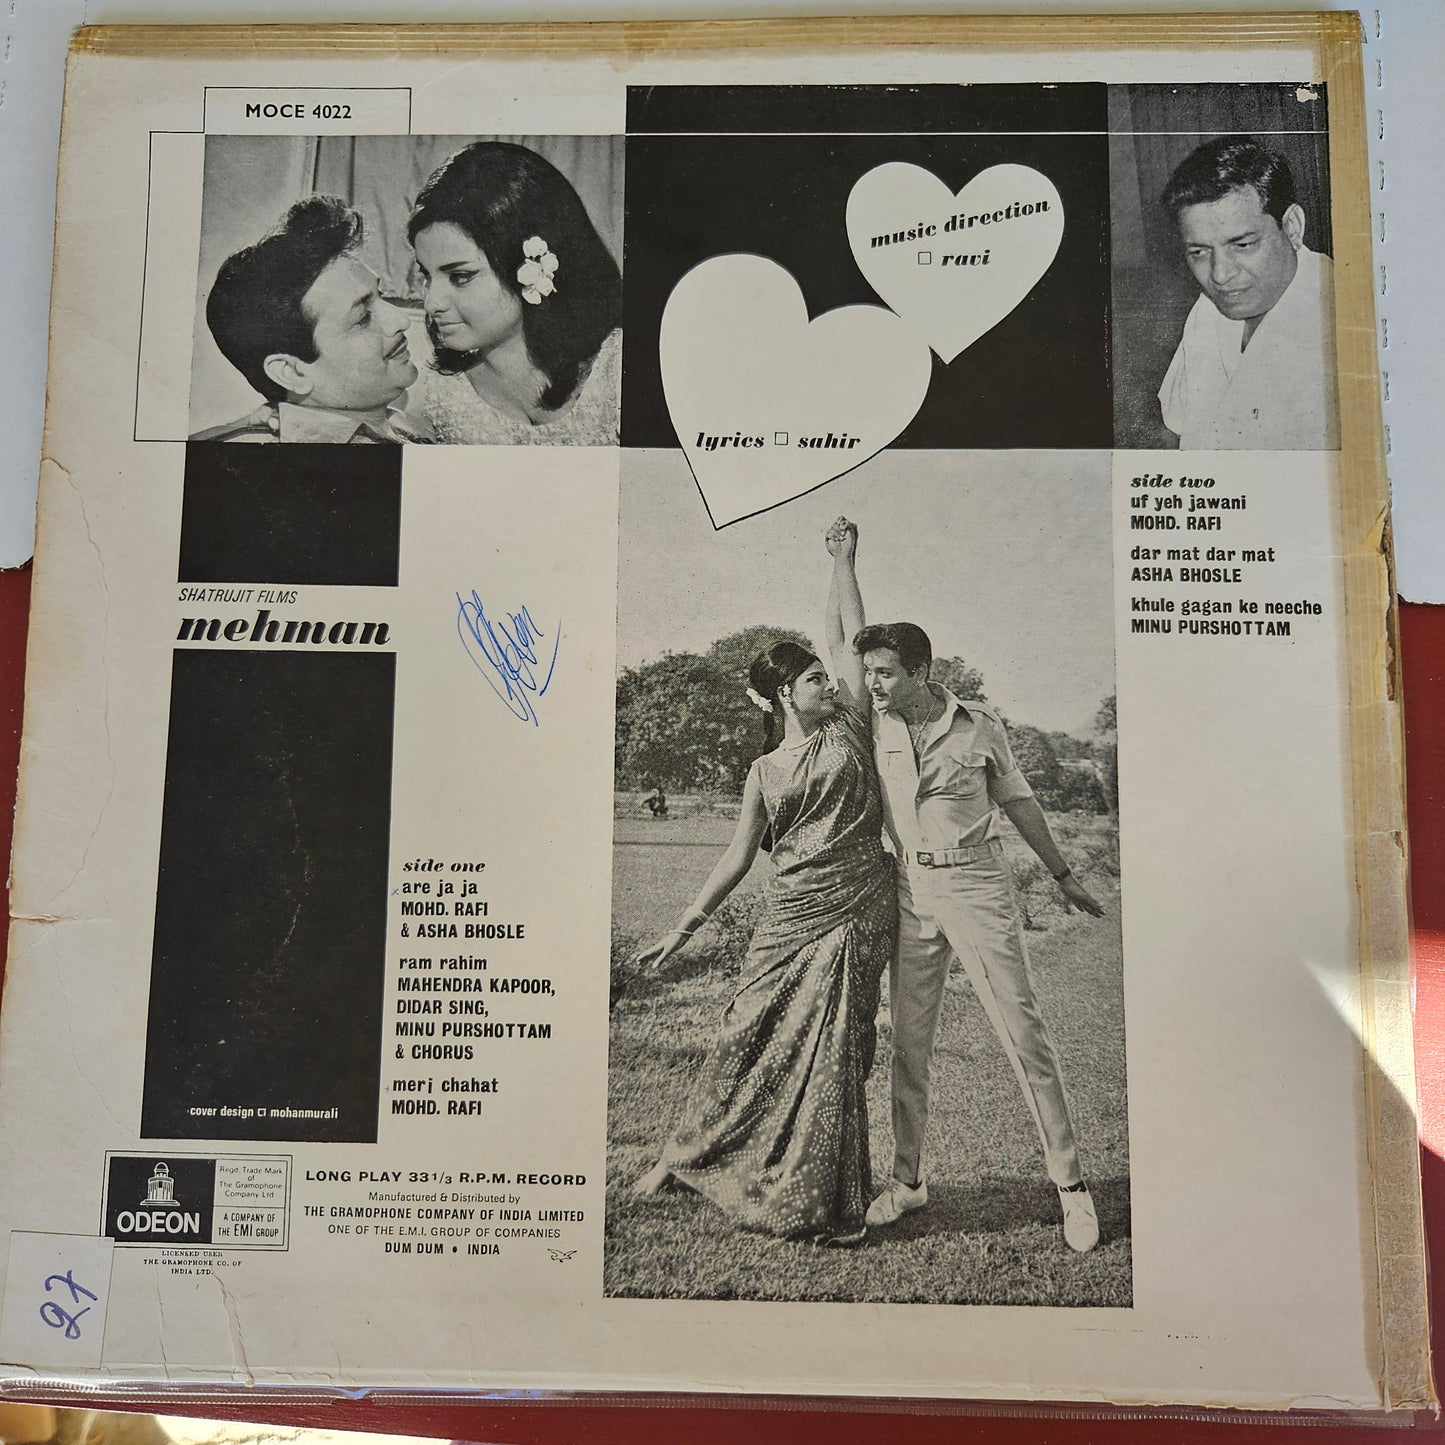 MOCE 4022
music direction
□ ravi
lyrics □ sahir
SHATRUJIT FILMS
mehman
side one
are ja ja
MOHD. RAFI
& ASHA BHOSLE
ram rahim
MAHENDRA KAPOOR,
DIDAR SING,
MINU PURSHOTTAM
& CHORUS
meri chahat
MOHD. RAFI
side two
uf yeh jawani
MOHD. RAFI
dar mat dar mat
ASHA BHOSLE
khule gagan ke neeche
MINU PURSHOTTAM
cover design □ mohanmurali
ODEON
Regd. Trade Mark
of
The Gramophone
Company Ltd
A COMPANY OF
THE EMI GROUP
LICENSED USER
THE GRAMOPHONE CO. OF
INDIA LTD.
LONG PLAY 33 1/3 R.P.M. RECORD
Manufactured & Distributed by
THE GRAMOPHONE COMPANY OF INDIA LIMITED
ONE OF THE E.M.I. GROUP OF COMPANIES
DUM DUM • INDIA
27